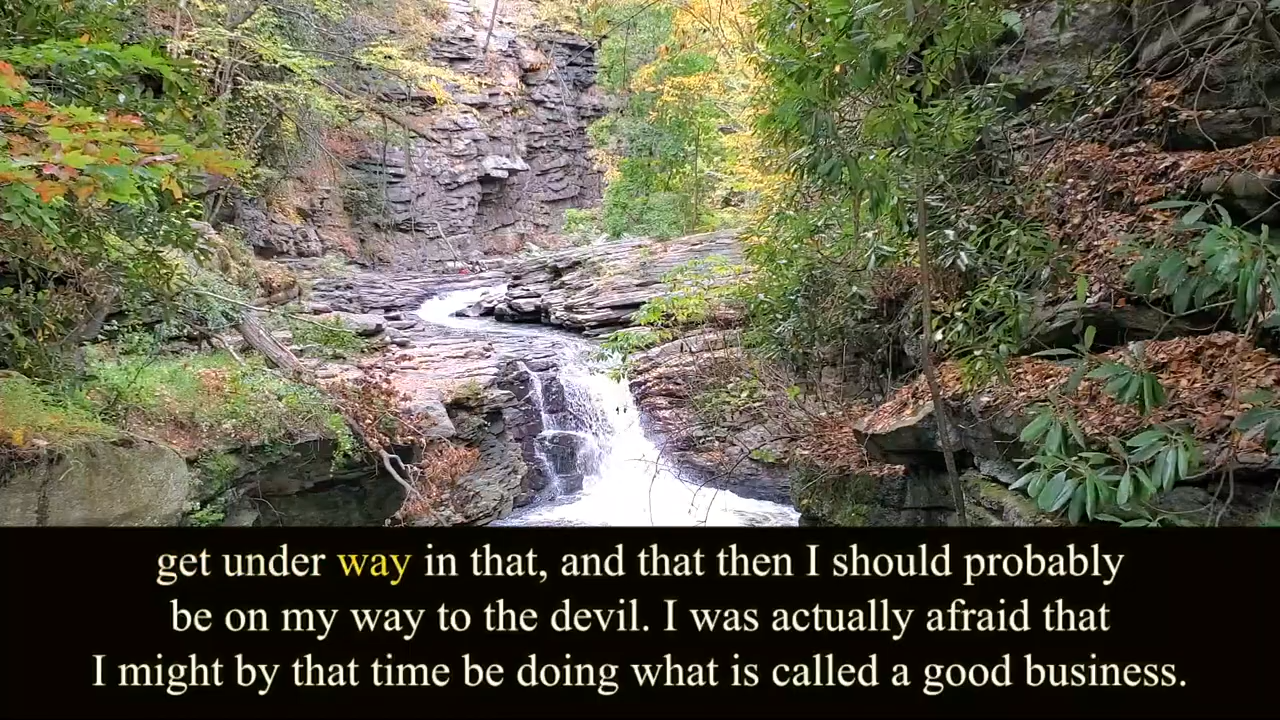 get under way in that, and that then I should probably
be on my way to the devil. I was actually afraid that
I might by that time be doing what is called a good business.